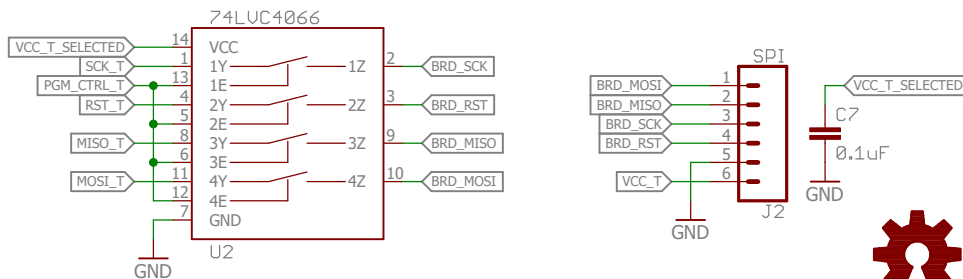 74LVC4066
VCC_T_SELECTED 14 VCC
SCK_T 1 1Y 1Z 2 BRD_SCK
PGM_CTRL_T 13 1E
RST_T 4 2Y 2Z 3 BRD_RST
5 2E
MISO_T 8 3Y 3Z 9 BRD_MISO
6 3E
MOSI_T 11 4Y 4Z 10 BRD_MOSI
12 4E
7 GND
U2
GND
SPI
BRD_MOSI 1
BRD_MISO 2
BRD_SCK 3
BRD_RST 4
5
VCC_T 6
J2
GND
VCC_T_SELECTED
C7
0.1uF
GND